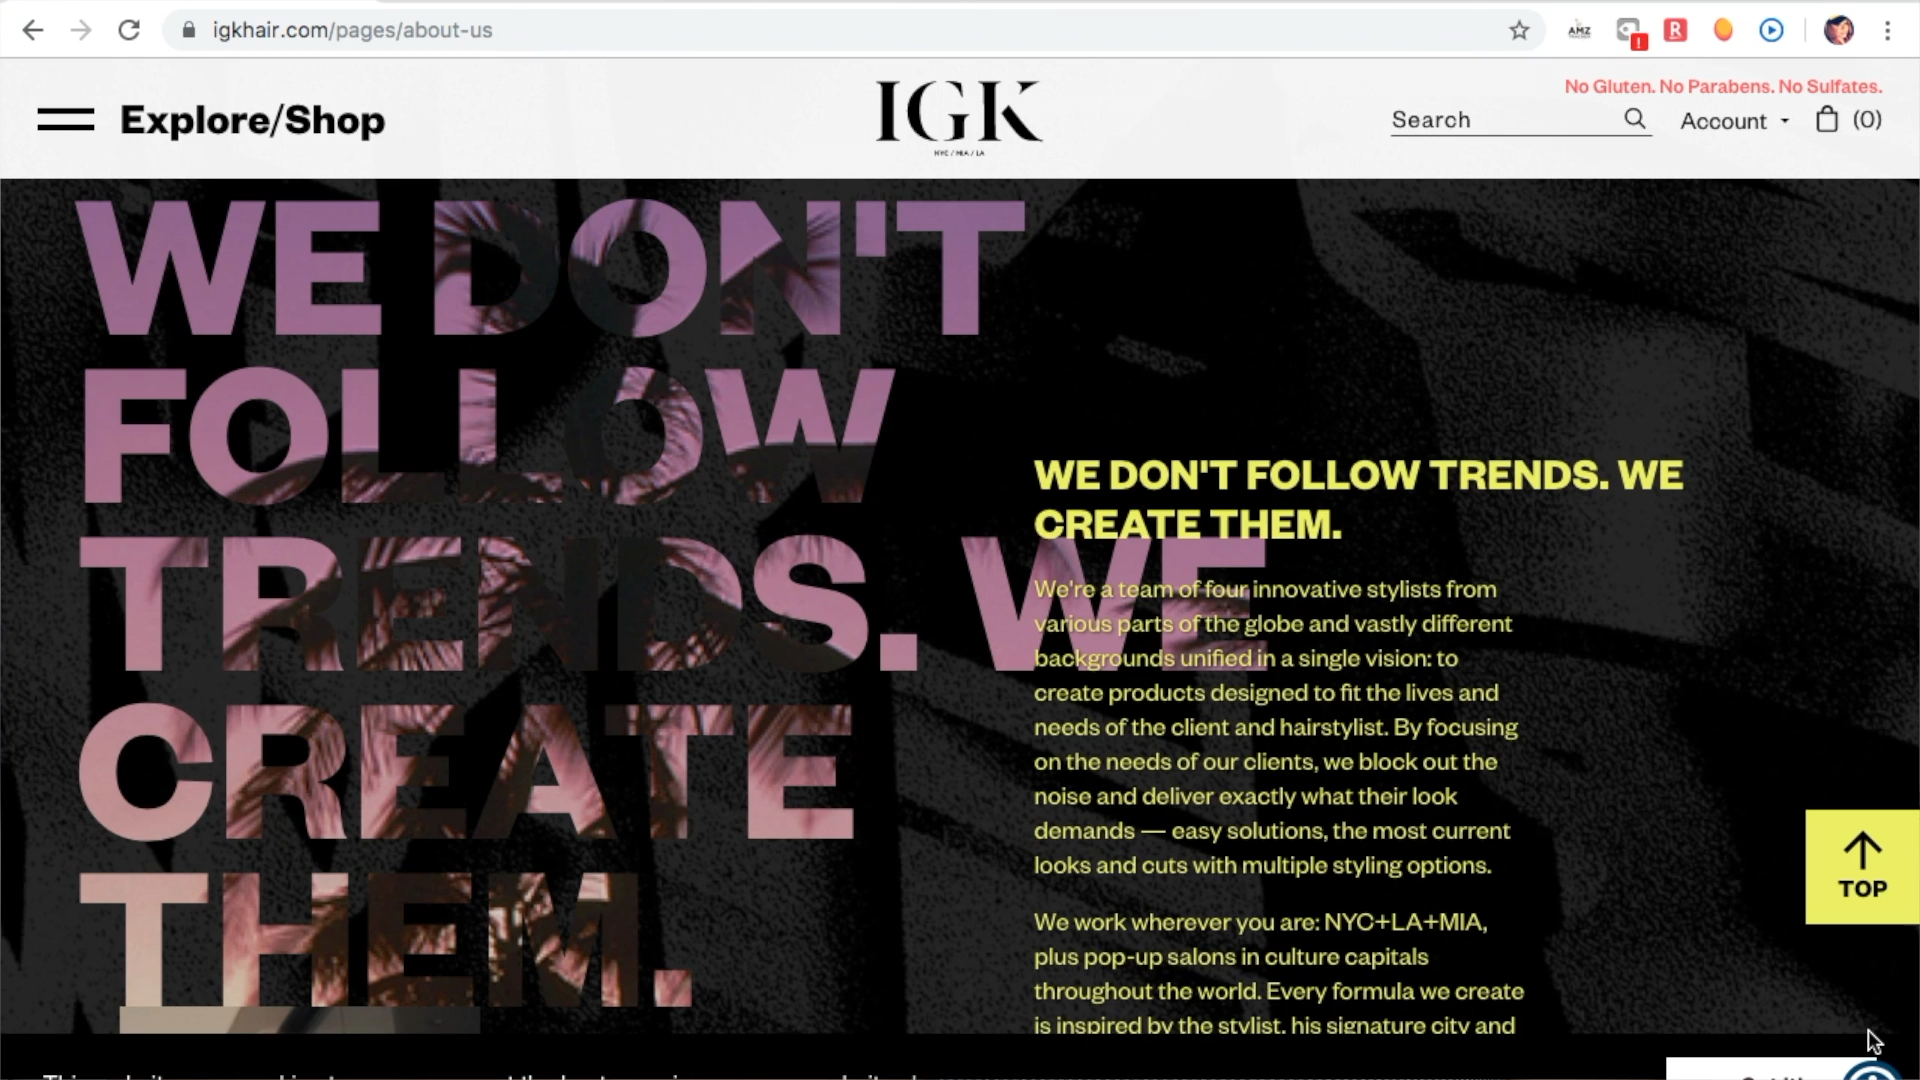 igkhair.com/pages/about-us
AMZ
R
No Gluten. No Parabens. No Sulfates.
Explore/Shop
IGK
NYC / MIA / LA
Search
Account
(0)
WE DON'T
FOLLOW
TRENDS. WE
CREATE
THEM.
WE DON'T FOLLOW TRENDS. WE
CREATE THEM.
We're a team of four innovative stylists from
various parts of the globe and vastly different
backgrounds unified in a single vision: to
create products designed to fit the lives and
needs of the client and hairstylist. By focusing
on the needs of our clients, we block out the
noise and deliver exactly what their look
demands — easy solutions, the most current
looks and cuts with multiple styling options.
We work wherever you are: NYC+LA+MIA,
plus pop-up salons in culture capitals
throughout the world. Every formula we create
is inspired by the stylist, his signature city and
TOP